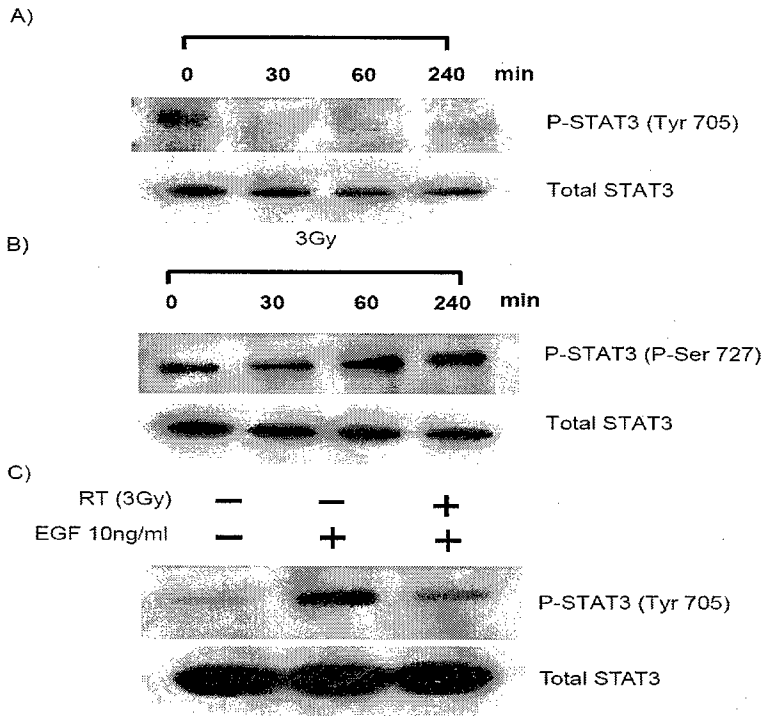 A)
0 30 60 240 min
P-STAT3 (Tyr 705)
Total STAT3
3Gy
B)
0 30 60 240 min
P-STAT3 (P-Ser 727)
Total STAT3
C)
RT (3Gy) − − +
EGF 10ng/ml − + +
P-STAT3 (Tyr 705)
Total STAT3